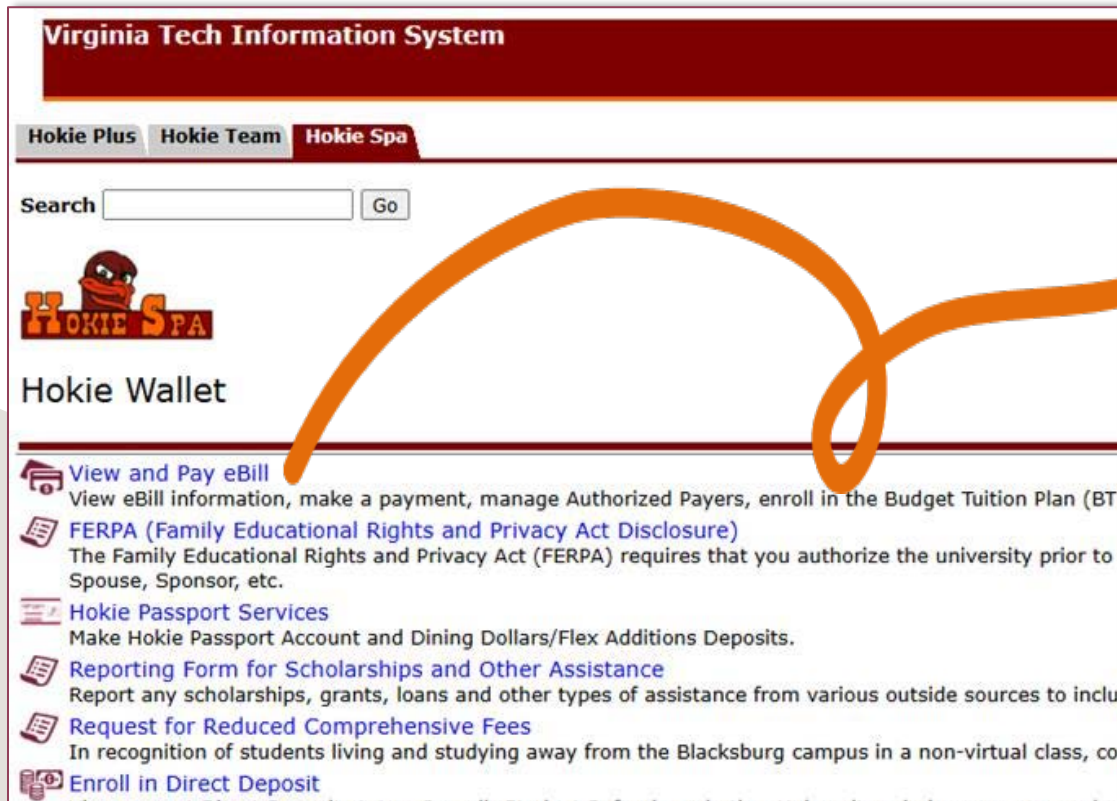 Virginia Tech Information System
Hokie Plus Hokie Team Hokie Spa
Search Go
HOKIE SPA
Hokie Wallet
View and Pay eBill
View eBill information, make a payment, manage Authorized Payers, enroll in the Budget Tuition Plan (BT
FERPA (Family Educational Rights and Privacy Act Disclosure)
The Family Educational Rights and Privacy Act (FERPA) requires that you authorize the university prior to
Spouse, Sponsor, etc.
Hokie Passport Services
Make Hokie Passport Account and Dining Dollars/Flex Additions Deposits.
Reporting Form for Scholarships and Other Assistance
Report any scholarships, grants, loans and other types of assistance from various outside sources to inclu
Request for Reduced Comprehensive Fees
In recognition of students living and studying away from the Blacksburg campus in a non-virtual class, co
Enroll in Direct Deposit